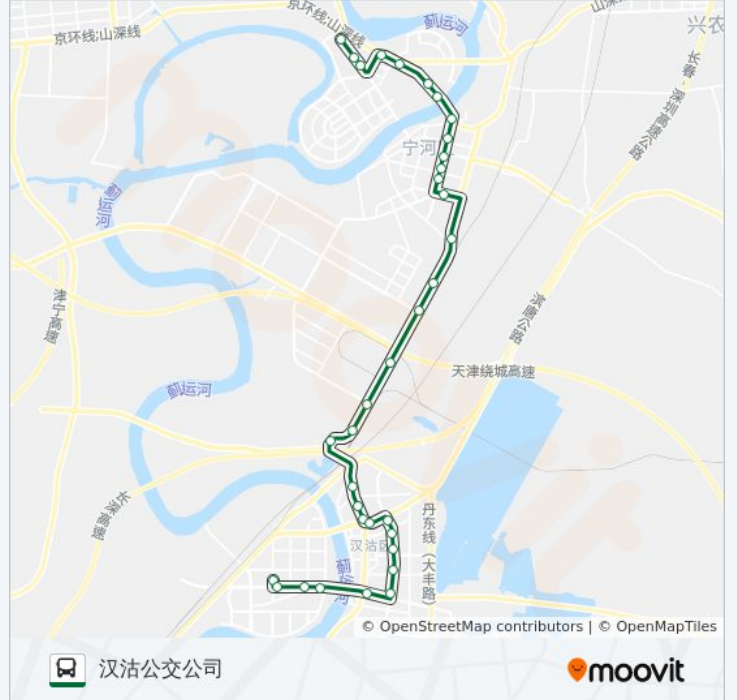 京环线;山深线
京环线;山深线
蓟运河
山深线
兴农
长春-深圳高速公路
宁河
蓟运河
津宁高速
滨唐公路
天津绕城高速
蓟运河
长深高速
丹东线（大丰路）
汉沽区
蓟运河
© OpenStreetMap contributors | © OpenMapTiles
汉沽公交公司
moovit